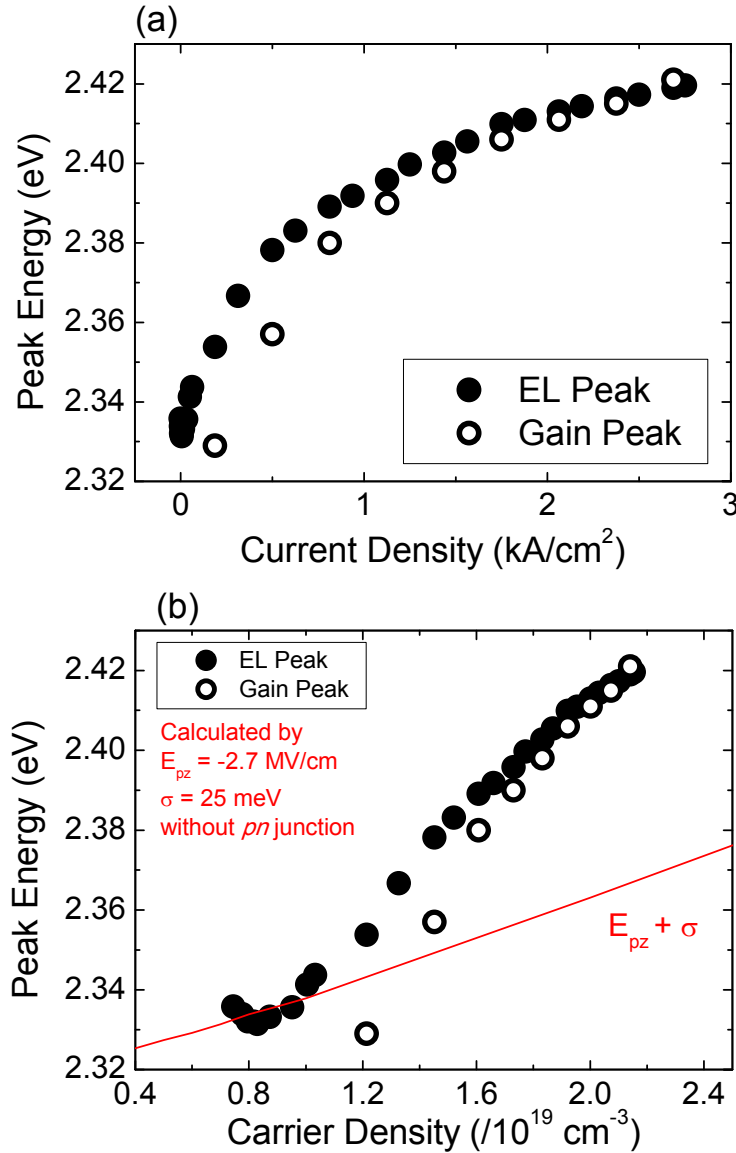 (a)
2.42
2.40
2.38
2.36
2.34
2.32
Peak Energy (eV)
EL Peak
Gain Peak
0
1
2
3
Current Density (kA/cm²)
(b)
EL Peak
Gain Peak
Calculated by
E_pz = -2.7 MV/cm
σ = 25 meV
without pn junction
E_pz + σ
2.42
2.40
2.38
2.36
2.34
2.32
Peak Energy (eV)
0.4
0.8
1.2
1.6
2.0
2.4
Carrier Density (/10¹⁹ cm⁻³)